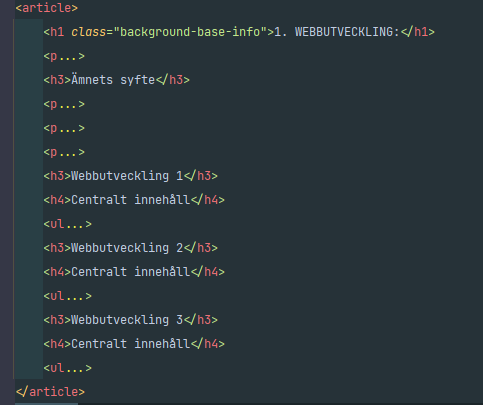 <article>
<h1 class="background-base-info">1. WEBBUTVECKLING:</h1>
<p...>
<h3>Ämnets syfte</h3>
<p...>
<p...>
<p...>
<h3>Webbutveckling 1</h3>
<h4>Centralt innehåll</h4>
<ul...>
<h3>Webbutveckling 2</h3>
<h4>Centralt innehåll</h4>
<ul...>
<h3>Webbutveckling 3</h3>
<h4>Centralt innehåll</h4>
<ul...>
</article>